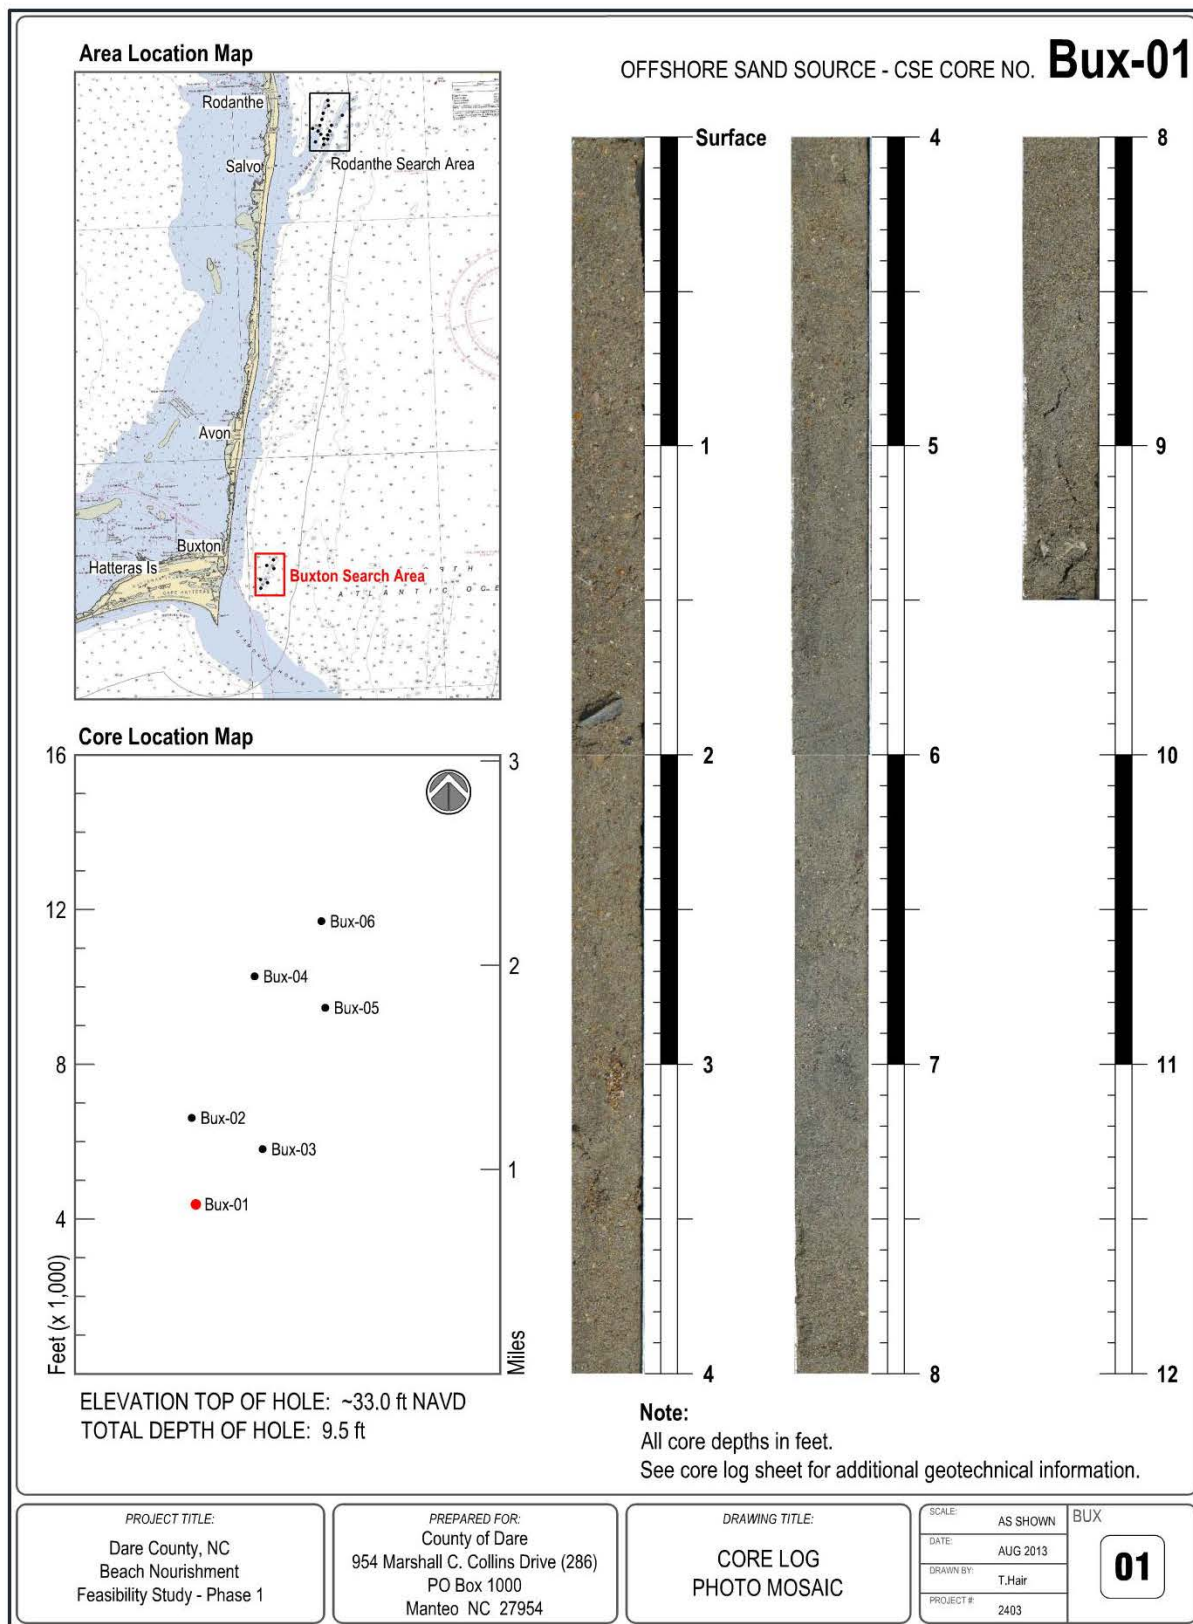 Area Location Map
OFFSHORE SAND SOURCE - CSE CORE NO. Bux-01
Rodanthe
Rodanthe Search Area
Salvo
Avon
Buxton
Hatteras Is
Buxton Search Area
ATLANTIC OCE
Core Location Map
16
12
8
4
Feet (x 1,000)
3
2
1
Miles
Bux-06
Bux-04
Bux-05
Bux-02
Bux-03
Bux-01
ELEVATION TOP OF HOLE: ~33.0 ft NAVD
TOTAL DEPTH OF HOLE: 9.5 ft
Surface
1
2
3
4
4
5
6
7
8
8
9
10
11
12
Note:
All core depths in feet.
See core log sheet for additional geotechnical information.
PROJECT TITLE:
Dare County, NC
Beach Nourishment
Feasibility Study - Phase 1
PREPARED FOR:
County of Dare
954 Marshall C. Collins Drive (286)
PO Box 1000
Manteo NC 27954
DRAWING TITLE:
CORE LOG
PHOTO MOSAIC
SCALE: AS SHOWN
DATE: AUG 2013
DRAWN BY: T.Hair
PROJECT #: 2403
BUX
01